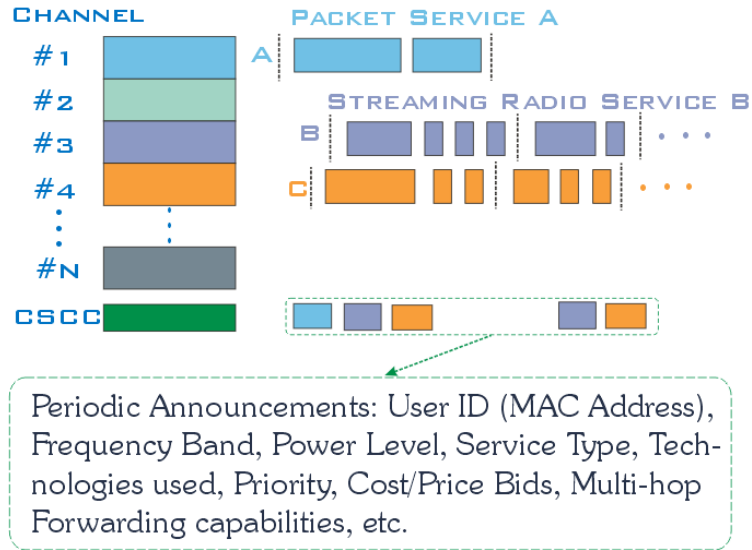 CHANNEL
PACKET SERVICE A
#1
A
#2
STREAMING RADIO SERVICE B
#3
B
#4
C
#N
CSCC
Periodic Announcements: User ID (MAC Address),
Frequency Band, Power Level, Service Type, Tech-
nologies used, Priority, Cost/Price Bids, Multi-hop
Forwarding capabilities, etc.